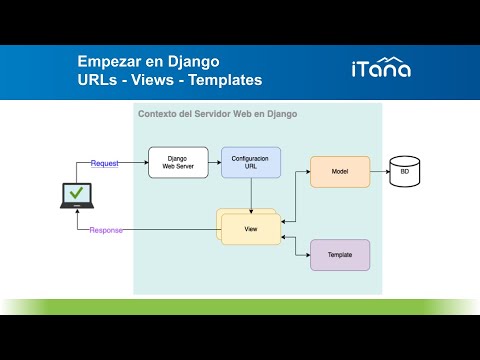 Empezar en Django
URLs - Views - Templates
iTana
Contexto del Servidor Web en Django
Request
Django
Web Server
Configuracion
URL
Model
BD
Response
View
Template